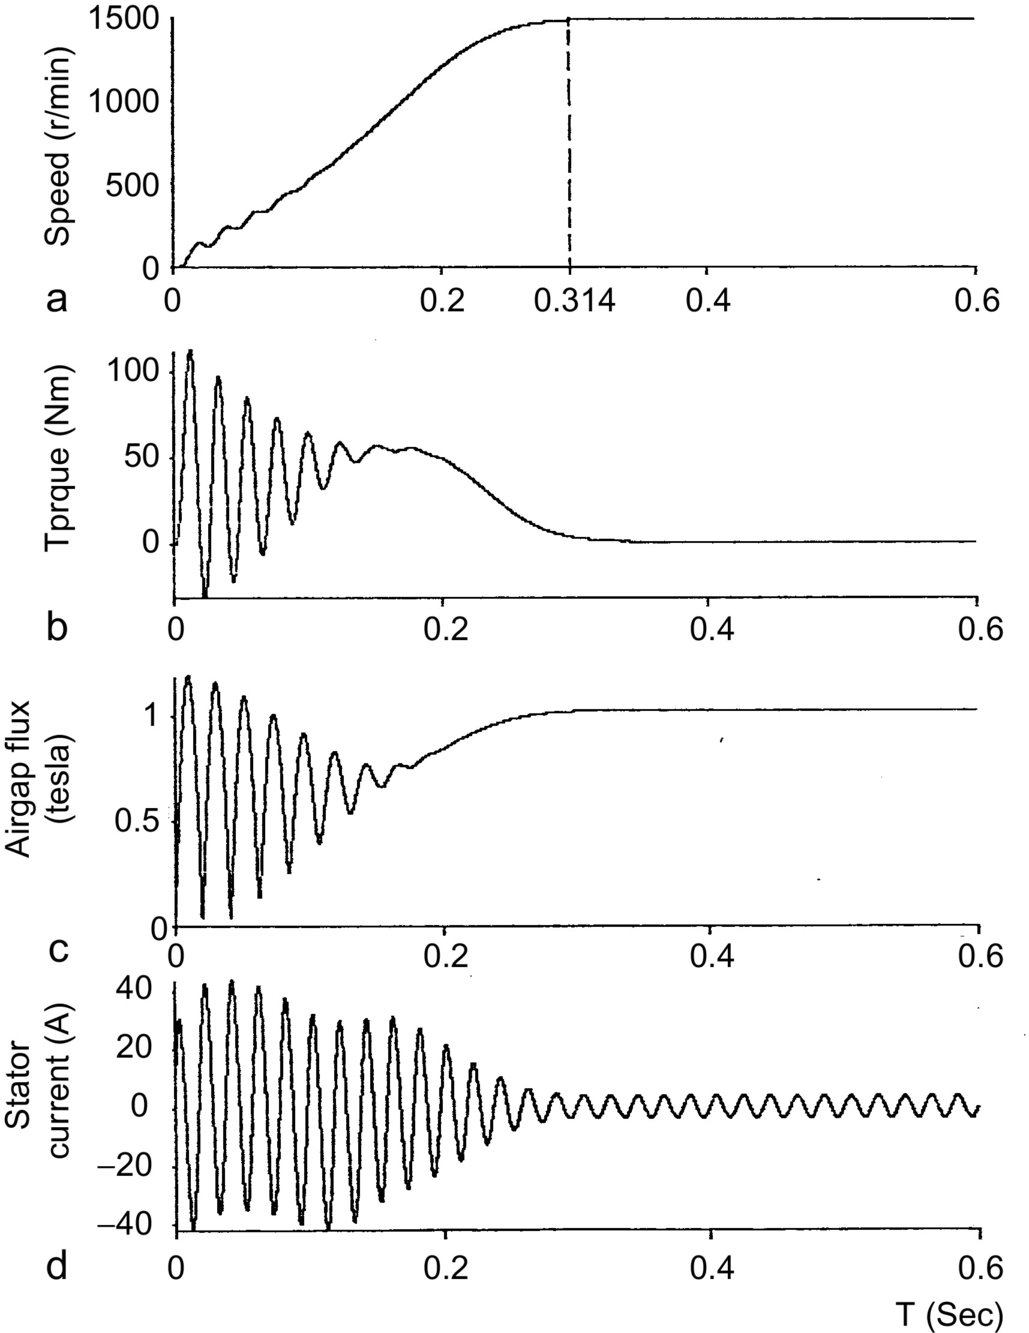 Speed (r/min)
1500
1000
500
0
a
0 0.2 0.314 0.4 0.6
Tprque (Nm)
100
50
0
b
0 0.2 0.4 0.6
Airgap flux
(tesla)
1
0.5
0
c
0 0.2 0.4 0.6
Stator
current (A)
40
20
0
−20
−40
d
0 0.2 0.4 0.6
T (Sec)